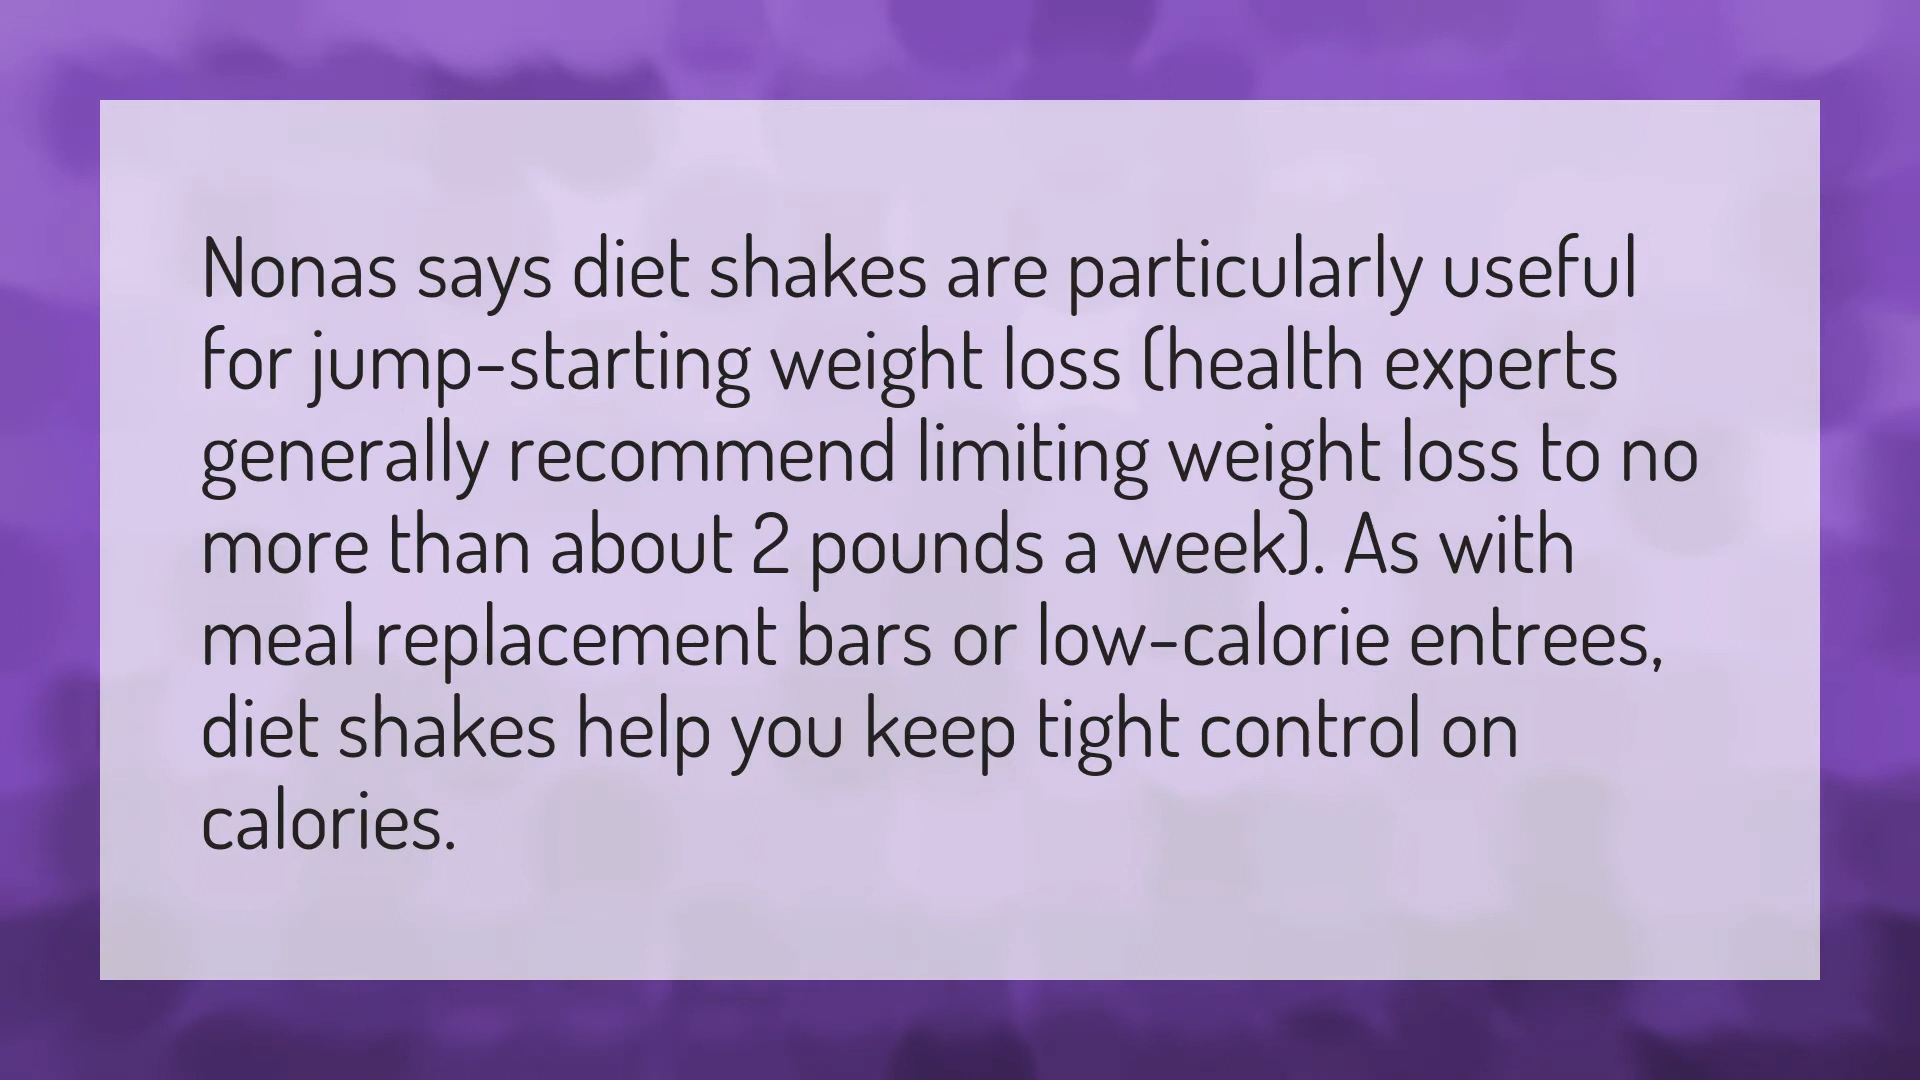 Nonas says diet shakes are particularly useful
for jump-starting weight loss (health experts
generally recommend limiting weight loss to no
more than about 2 pounds a week). As with
meal replacement bars or low-calorie entrees,
diet shakes help you keep tight control on
calories.